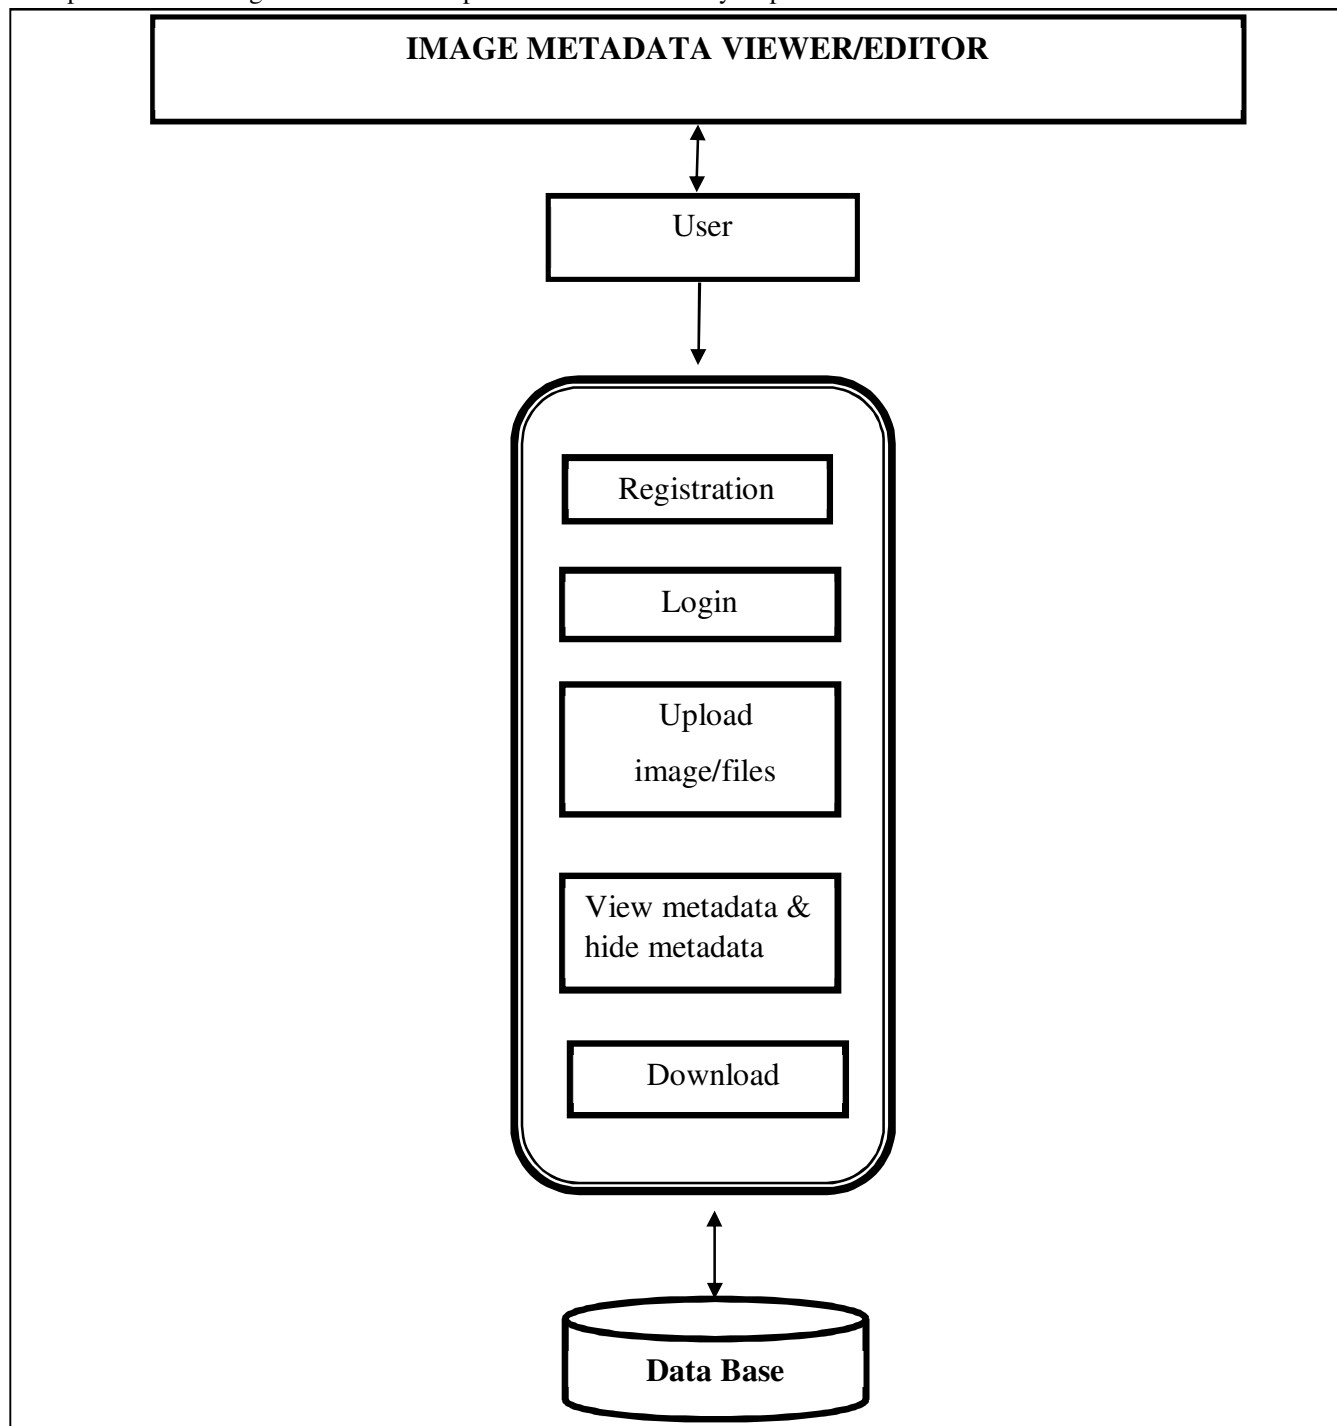 IMAGE METADATA VIEWER/EDITOR
User
Registration
Login
Upload
image/files
View metadata &
hide metadata
Download
Data Base